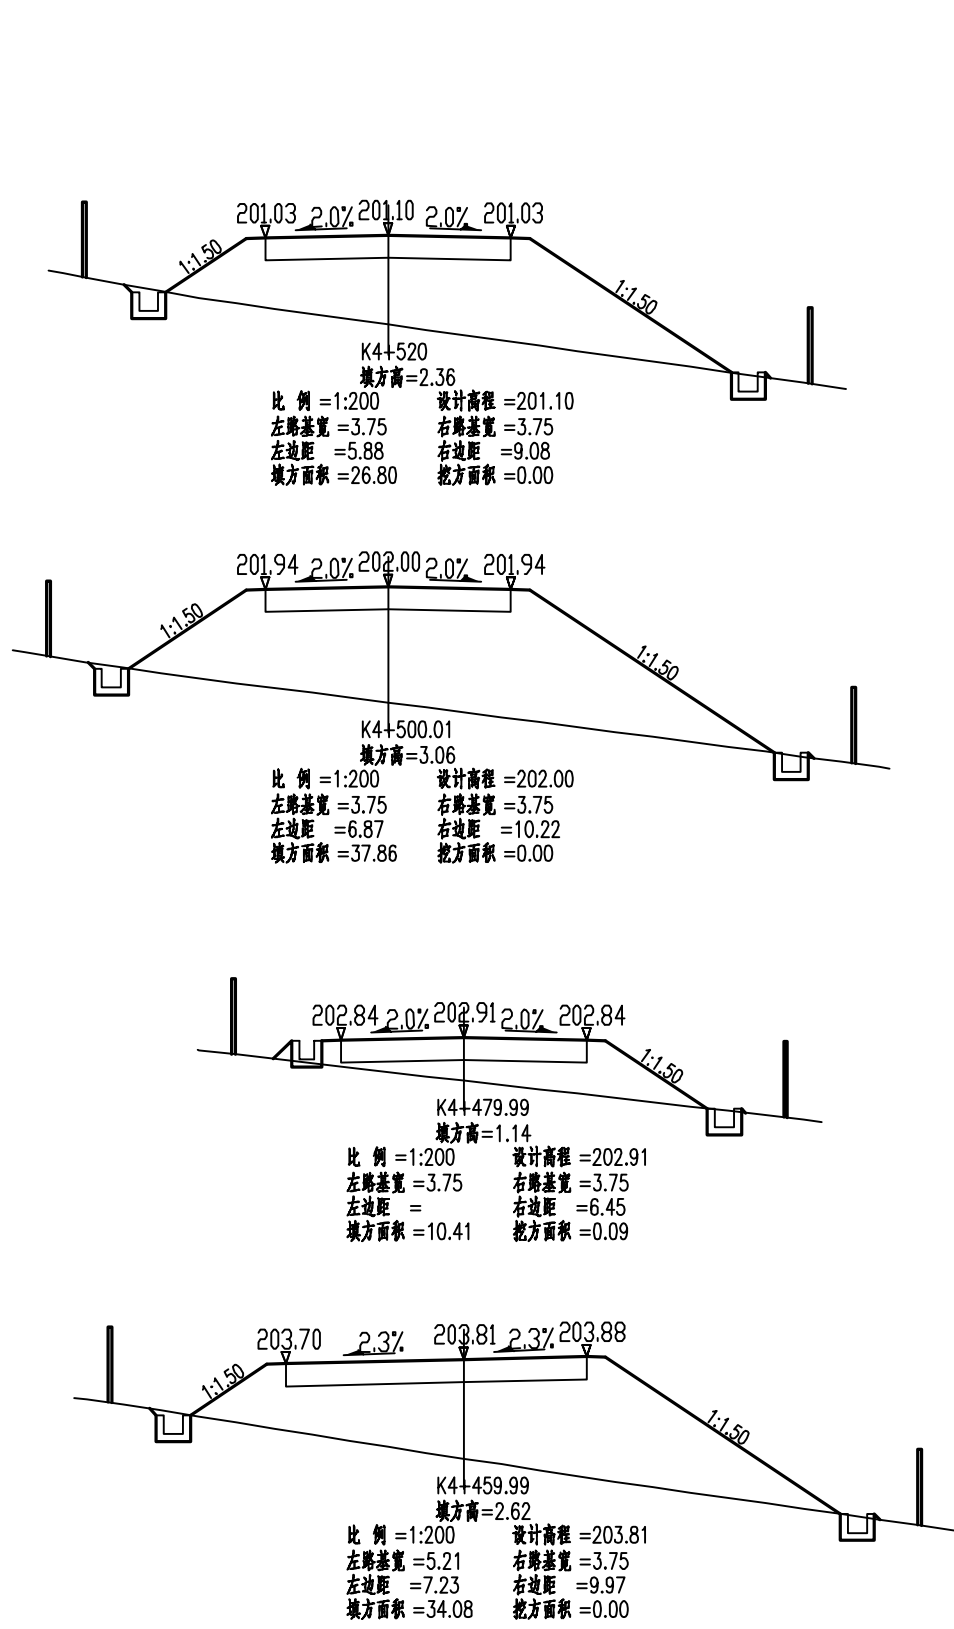 201.03 2.0% 201.10 2.0% 201.03
1:1.50
1:1.50
K4+520
填方高=2.36
比 例 =1:200 设计高程 =201.10
左路基宽 =3.75 右路基宽 =3.75
左边距 =5.88 右边距 =9.08
填方面积 =26.80 挖方面积 =0.00
201.94 2.0% 202.00 2.0% 201.94
1:1.50
1:1.50
K4+500.01
填方高=3.06
比 例 =1:200 设计高程 =202.00
左路基宽 =3.75 右路基宽 =3.75
左边距 =6.87 右边距 =10.22
填方面积 =37.86 挖方面积 =0.00
202.84 2.0% 202.91 2.0% 202.84
1:1.50
K4+479.99
填方高=1.14
比 例 =1:200 设计高程 =202.91
左路基宽 =3.75 右路基宽 =3.75
左边距 = 右边距 =6.45
填方面积 =10.41 挖方面积 =0.09
203.70 2.3% 203.81 2.3% 203.88
1:1.50
1:1.50
K4+459.99
填方高=2.62
比 例 =1:200 设计高程 =203.81
左路基宽 =5.21 右路基宽 =3.75
左边距 =7.23 右边距 =9.97
填方面积 =34.08 挖方面积 =0.00